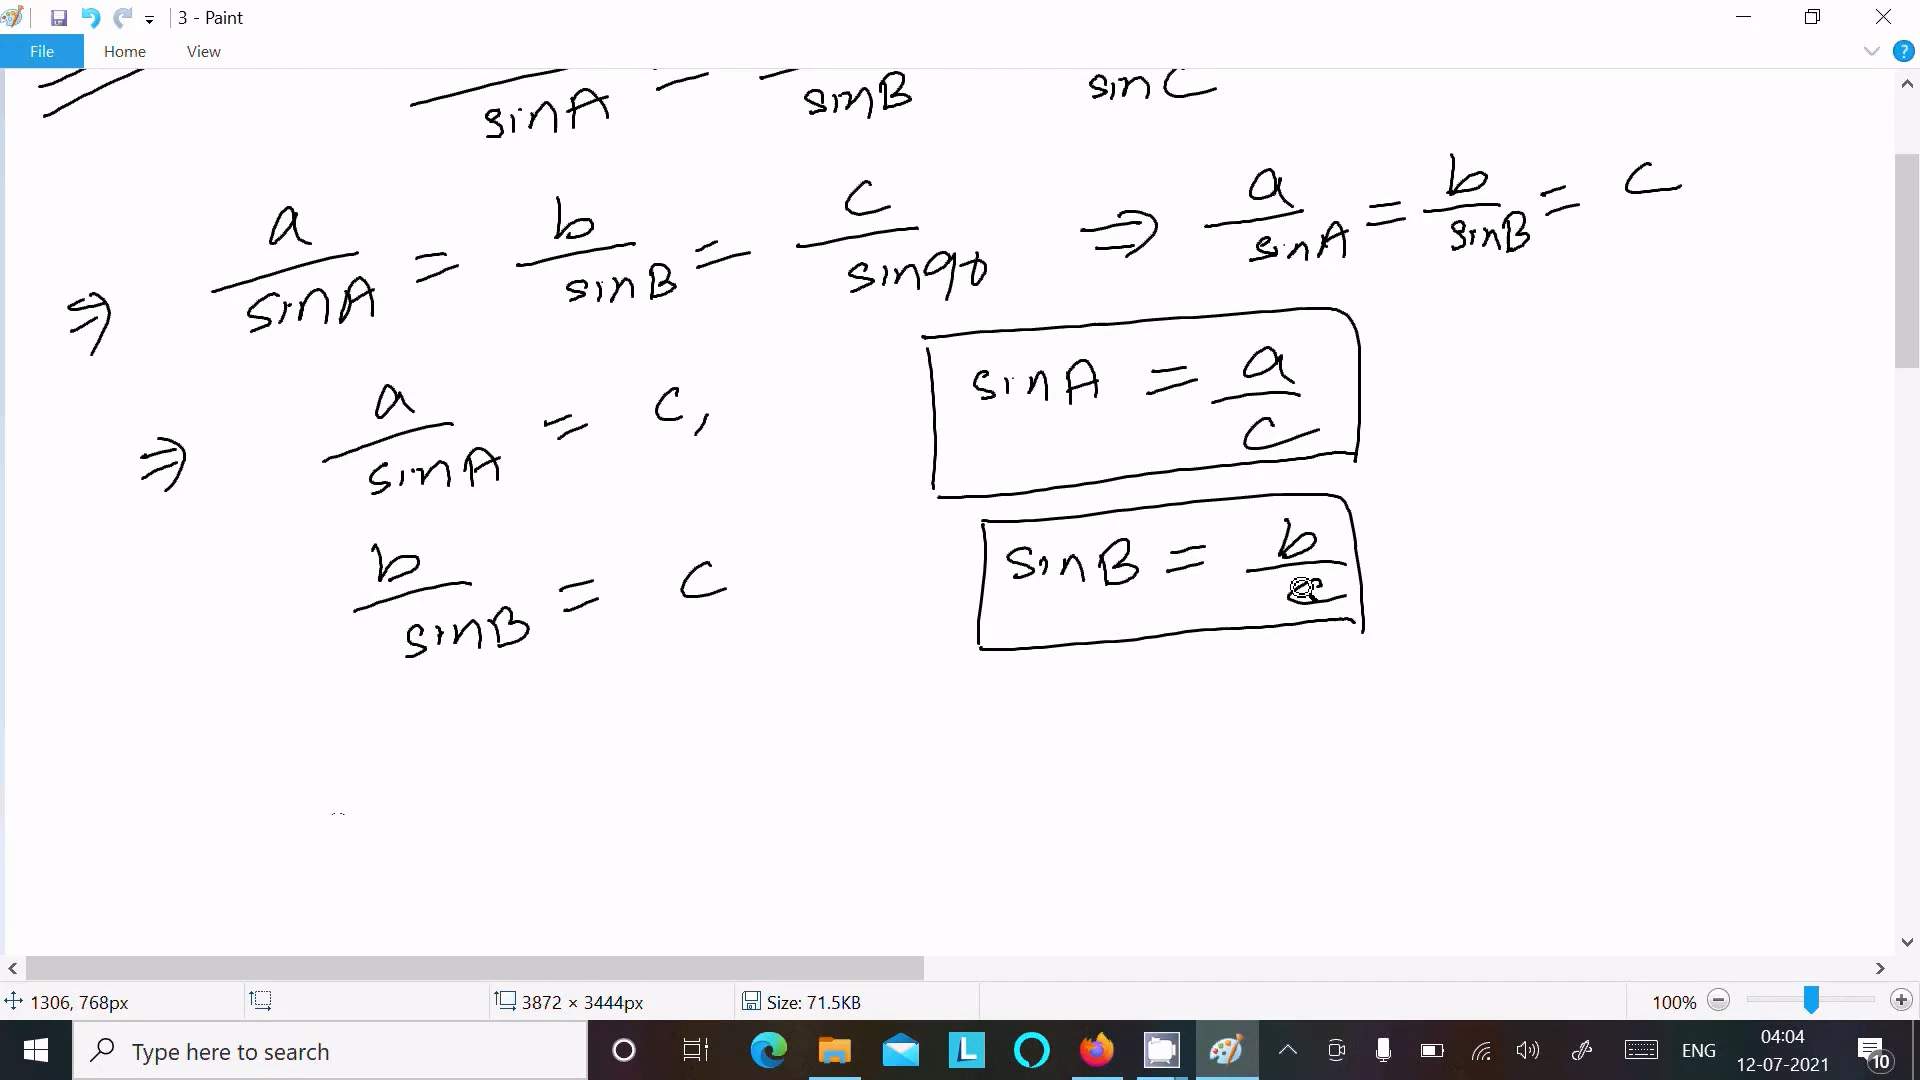 3 - Paint
File Home View
sinA = sinB sinC
⇒ a/sinA = b/sinB = c/sin90 ⇒ a/sinA = b/sinB = c
⇒ a/sinA = c, sinA = a/c
b/sinB = c sinB = b/c
1306, 768px 3872 × 3444px Size: 71.5KB 100%
Type here to search L ENG 04:04
12-07-2021 10